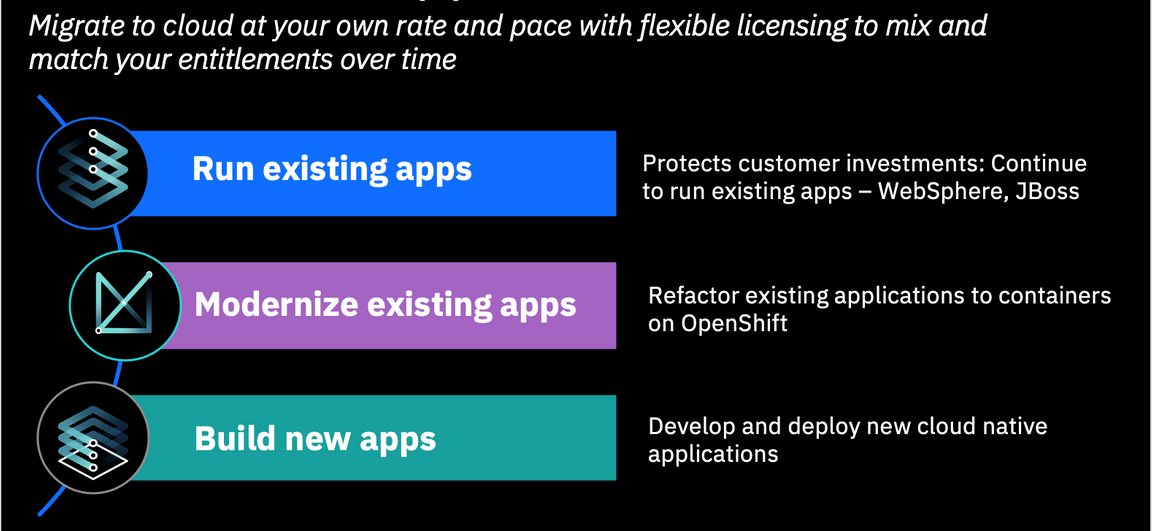 Migrate to cloud at your own rate and pace with flexible licensing to mix and
match your entitlements over time
Run existing apps
Protects customer investments: Continue
to run existing apps – WebSphere, JBoss
Modernize existing apps
Refactor existing applications to containers
on OpenShift
Build new apps
Develop and deploy new cloud native
applications